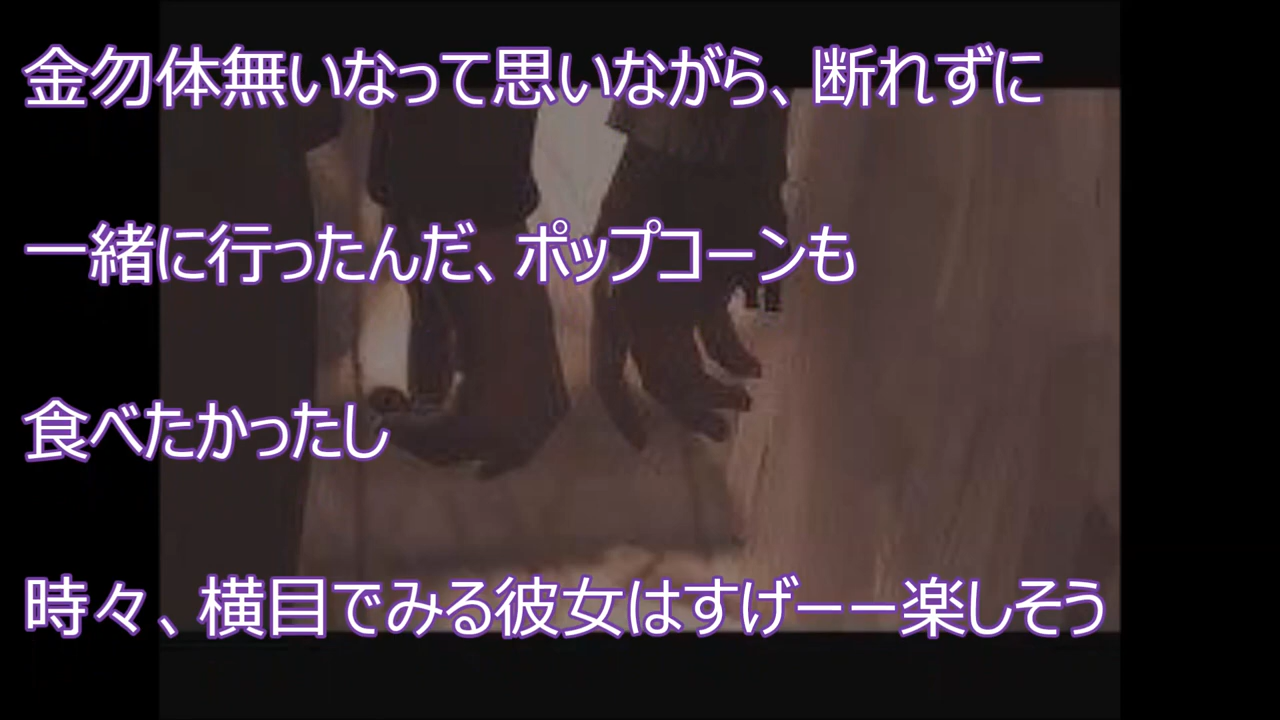 金勿体無いなって思いながら、断れずに
一緒に行ったんだ、ポップコーンも
食べたかったし
時々、横目でみる彼女はすげーー楽しそう